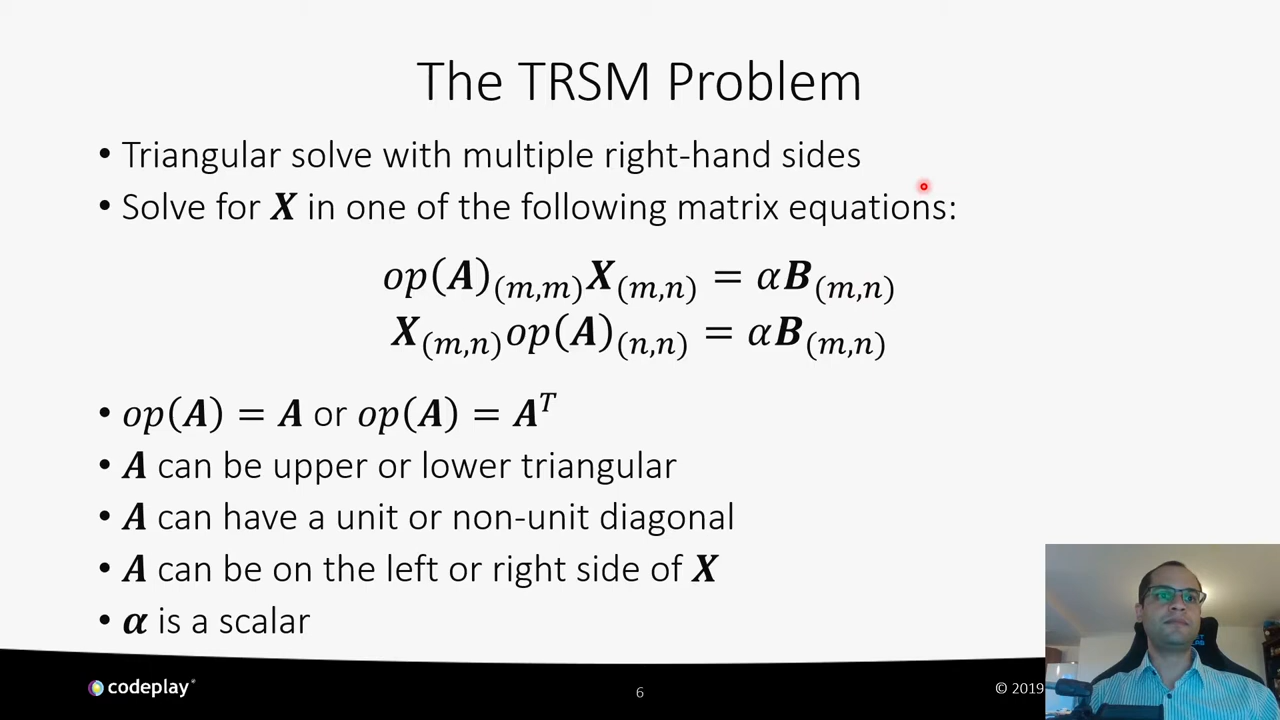 The TRSM Problem
• Triangular solve with multiple right-hand sides
• Solve for X in one of the following matrix equations:
op(A)(m,m)X(m,n) = αB(m,n)
X(m,n)op(A)(n,n) = αB(m,n)
• op(A) = A or op(A) = Aᵀ
• A can be upper or lower triangular
• A can have a unit or non-unit diagonal
• A can be on the left or right side of X
• α is a scalar
codeplay®
6
© 2019